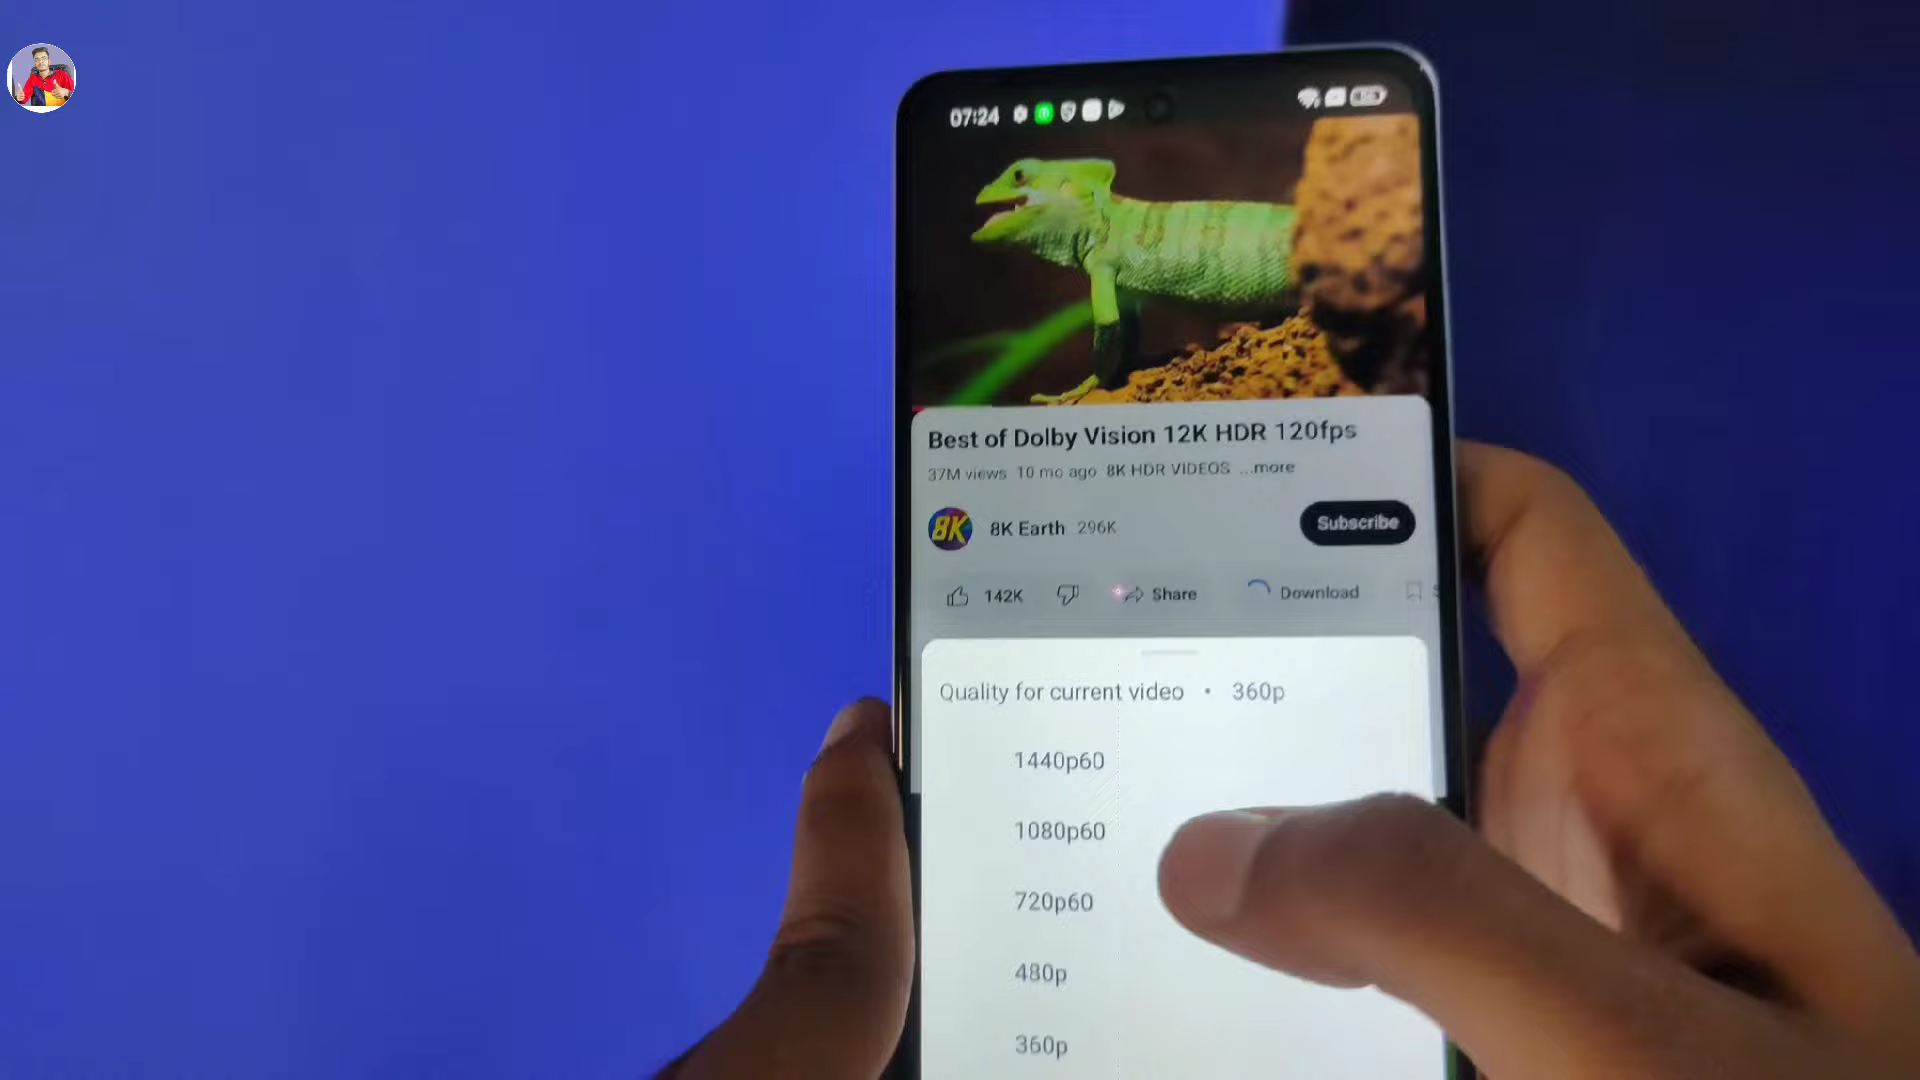 07:24
Best of Dolby Vision 12K HDR 120fps
37M views 10 mo ago 8K HDR VIDEOS ...more
8K 8K Earth 296K Subscribe
142K Share Download
Quality for current video • 360p
1440p60
1080p60
720p60
480p
360p